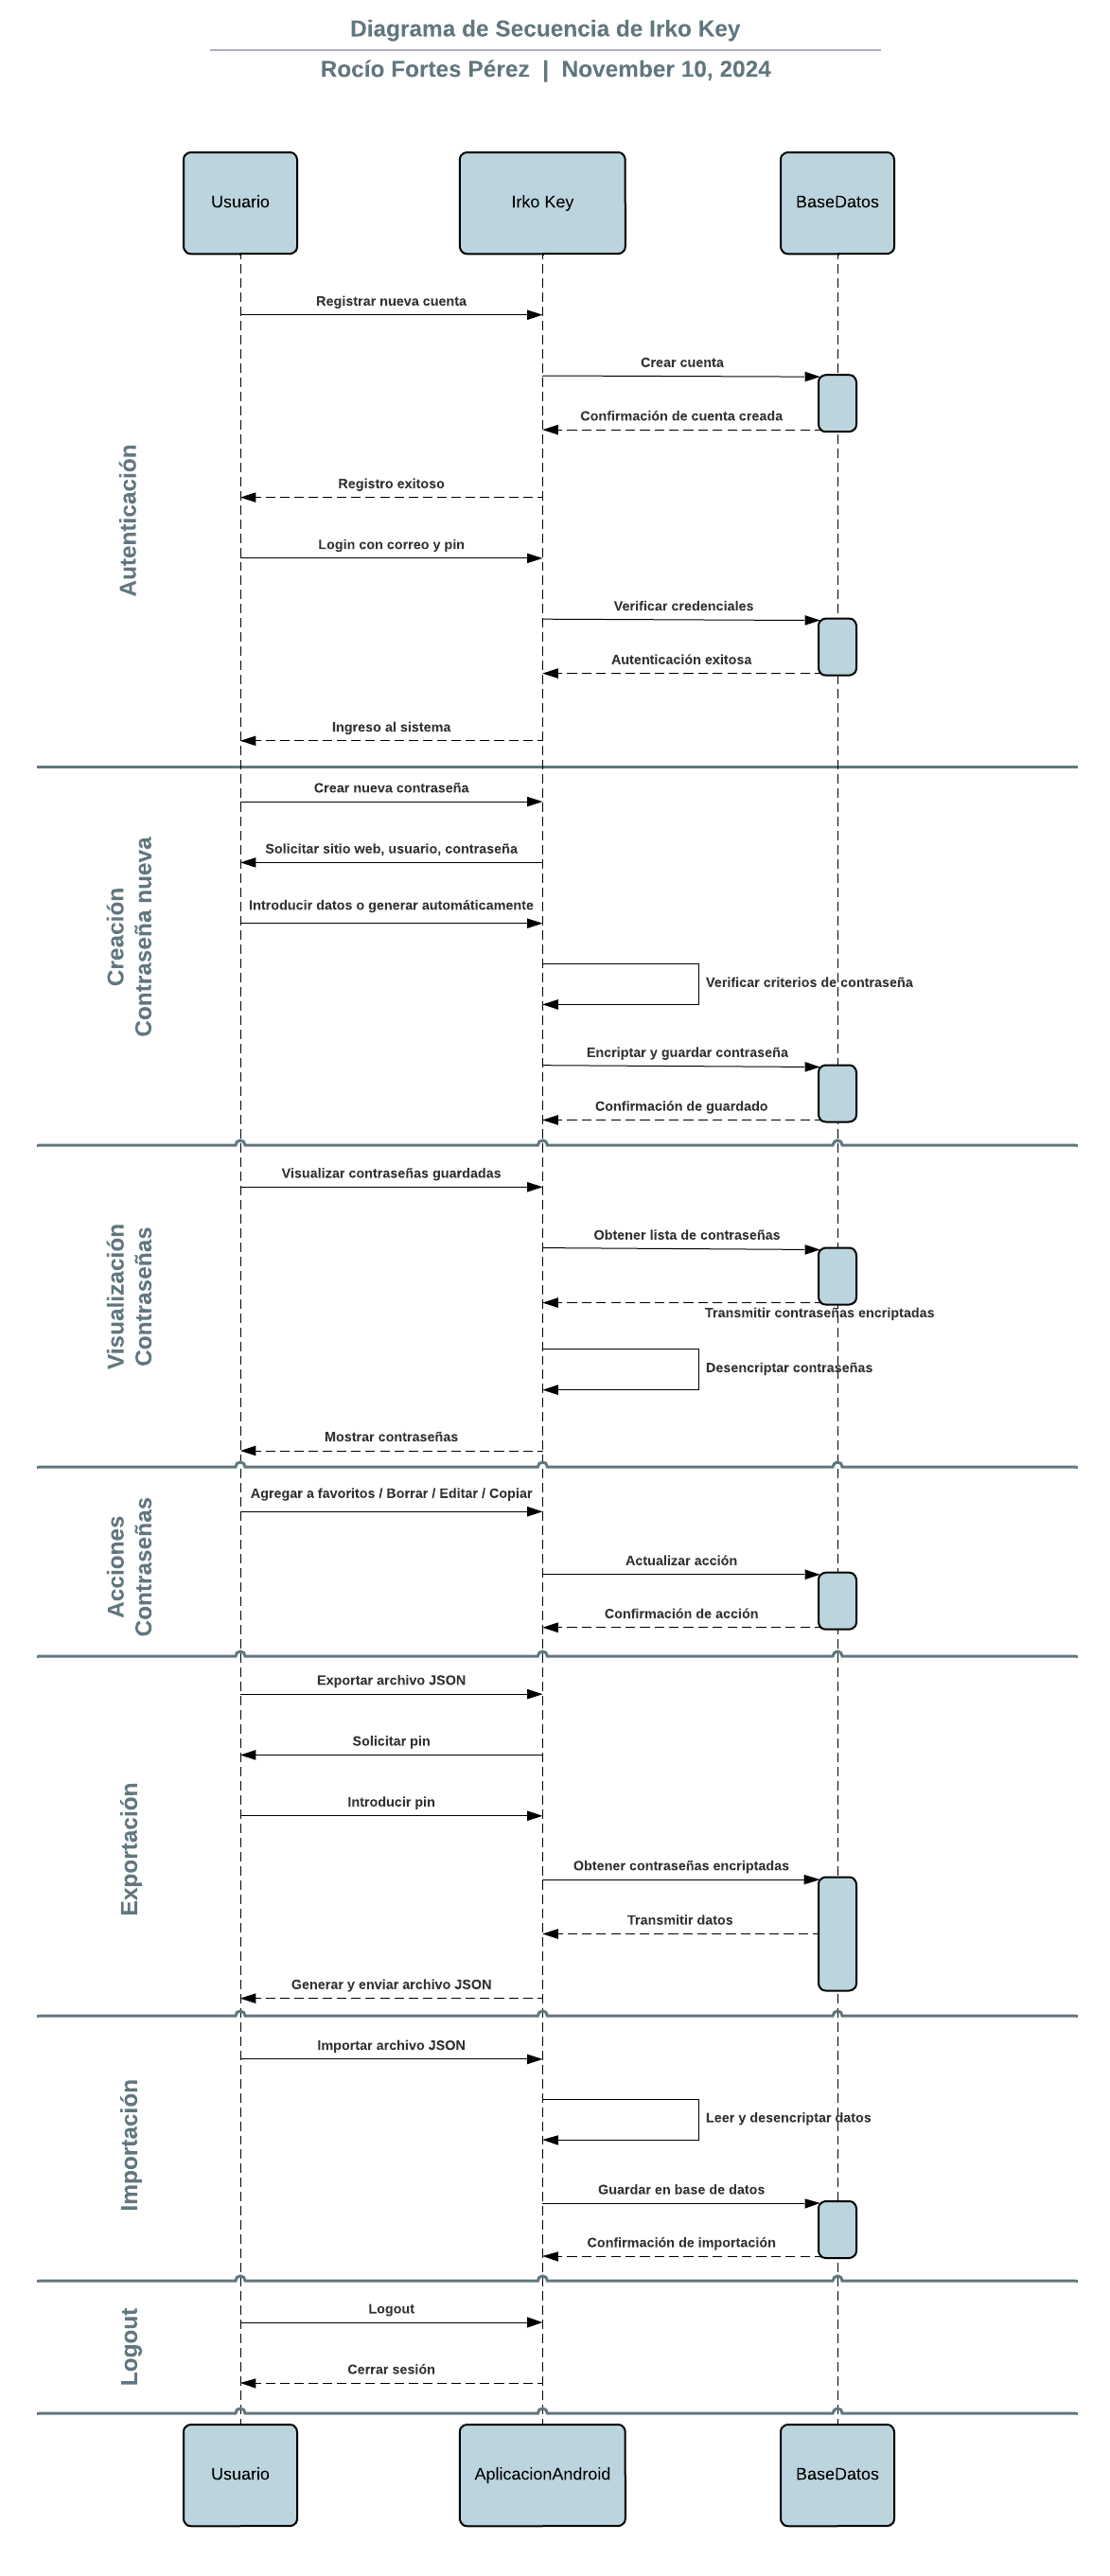 Diagrama de Secuencia de Irko Key
Rocío Fortes Pérez | November 10, 2024
Usuario
Irko Key
BaseDatos
Autenticación
Registrar nueva cuenta
Crear cuenta
Confirmación de cuenta creada
Registro exitoso
Login con correo y pin
Verificar credenciales
Autenticación exitosa
Ingreso al sistema
Creación
Contraseña nueva
Crear nueva contraseña
Solicitar sitio web, usuario, contraseña
Introducir datos o generar automáticamente
Verificar criterios de contraseña
Encriptar y guardar contraseña
Confirmación de guardado
Visualización
Contraseñas
Visualizar contraseñas guardadas
Obtener lista de contraseñas
Transmitir contraseñas encriptadas
Desencriptar contraseñas
Mostrar contraseñas
Acciones
Contraseñas
Agregar a favoritos / Borrar / Editar / Copiar
Actualizar acción
Confirmación de acción
Exportación
Exportar archivo JSON
Solicitar pin
Introducir pin
Obtener contraseñas encriptadas
Transmitir datos
Generar y enviar archivo JSON
Importación
Importar archivo JSON
Leer y desencriptar datos
Guardar en base de datos
Confirmación de importación
Logout
Logout
Cerrar sesión
Usuario
AplicacionAndroid
BaseDatos